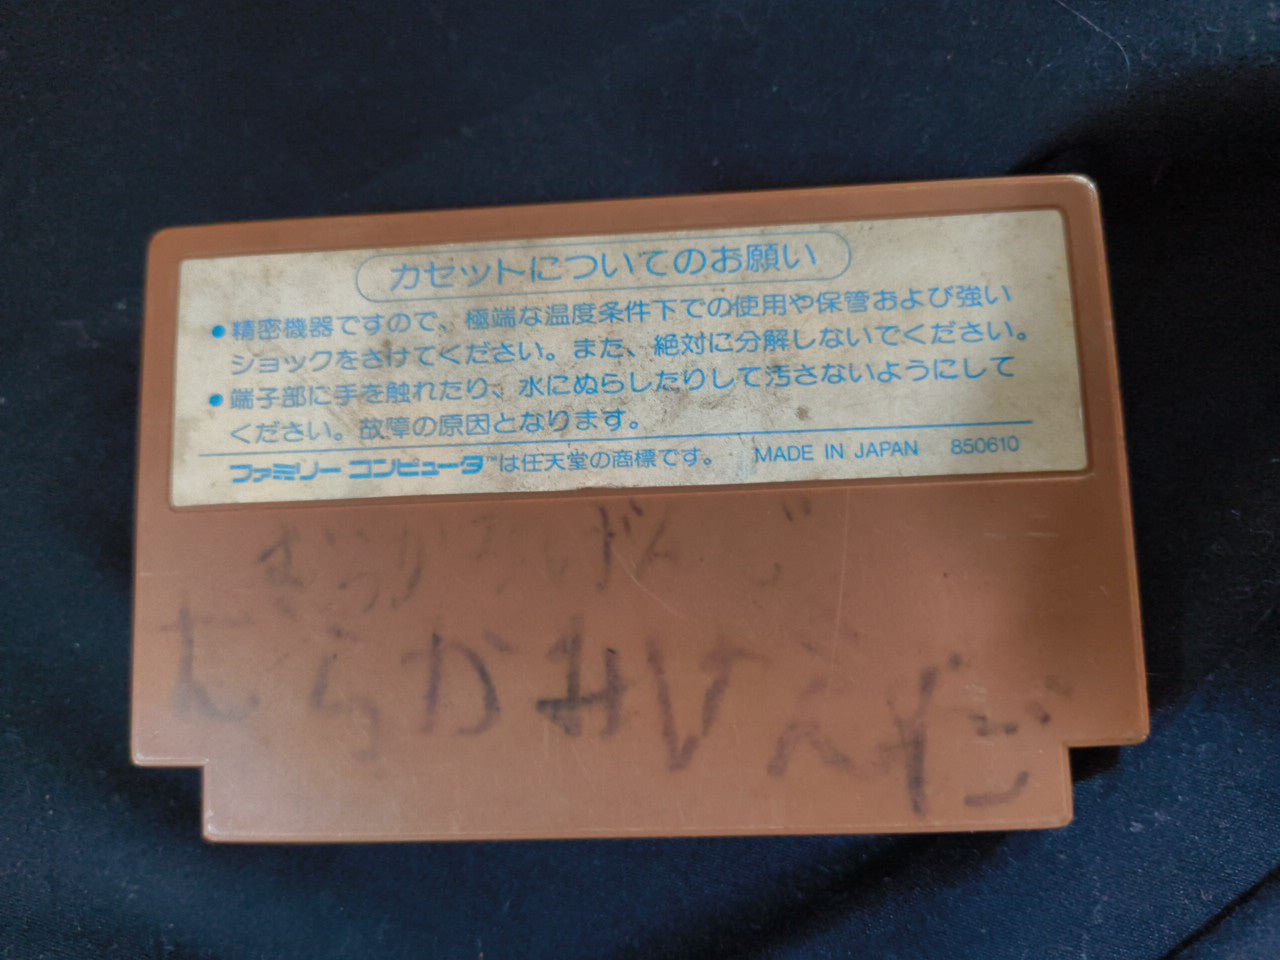 カセットについてのお願い
●精密機器ですので、極端な温度条件下での使用や保管および強い
ショックをさけてください。また、絶対に分解しないでください。
●端子部に手を触れたり、水にぬらしたりして汚さないようにして
ください。故障の原因となります。
ファミリーコンピュータ™は任天堂の商標です。 MADE IN JAPAN 850610
むらかみ